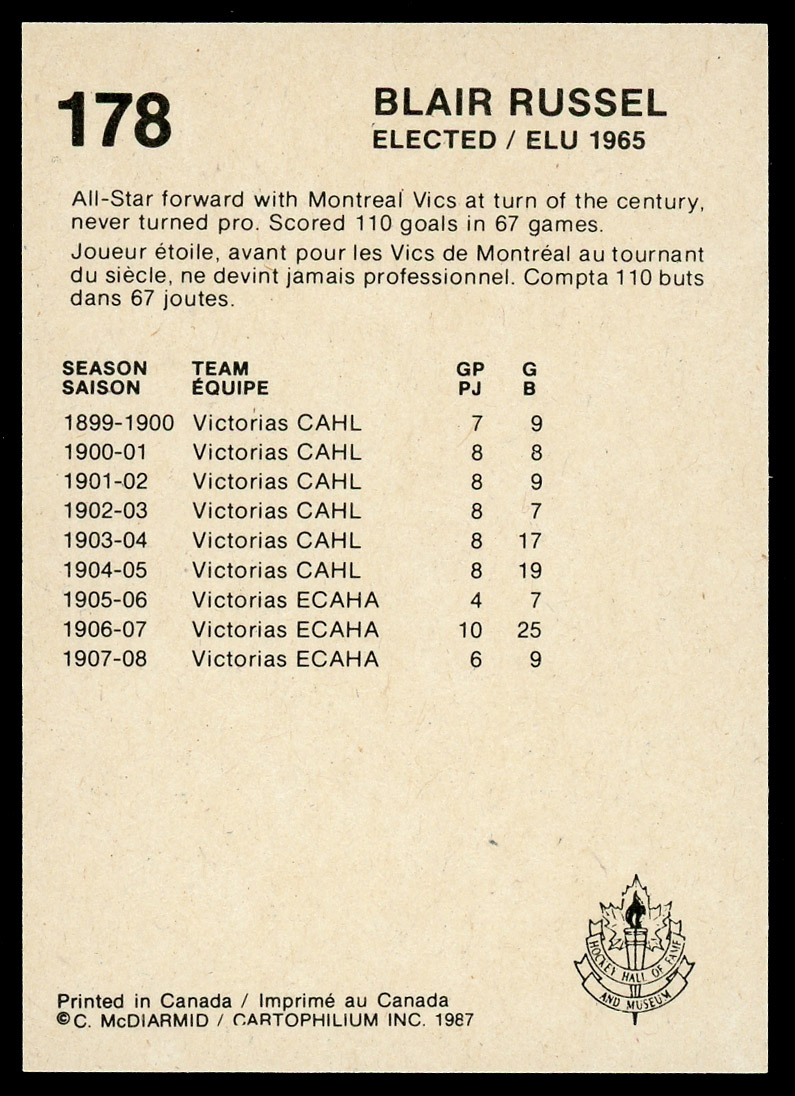 178
BLAIR RUSSEL
ELECTED / ELU 1965
All-Star forward with Montreal Vics at turn of the century,
never turned pro. Scored 110 goals in 67 games.
Joueur étoile, avant pour les Vics de Montréal au tournant
du siècle, ne devint jamais professionnel. Compta 110 buts
dans 67 joutes.
SEASON TEAM GP G
SAISON ÉQUIPE PJ B
1899-1900 Victorias CAHL 7 9
1900-01 Victorias CAHL 8 8
1901-02 Victorias CAHL 8 9
1902-03 Victorias CAHL 8 7
1903-04 Victorias CAHL 8 17
1904-05 Victorias CAHL 8 19
1905-06 Victorias ECAHA 4 7
1906-07 Victorias ECAHA 10 25
1907-08 Victorias ECAHA 6 9
HOCKEY HALL OF FAME
AND MUSEUM
Printed in Canada / Imprimé au Canada
©C. McDIARMID / CARTOPHILIUM INC. 1987